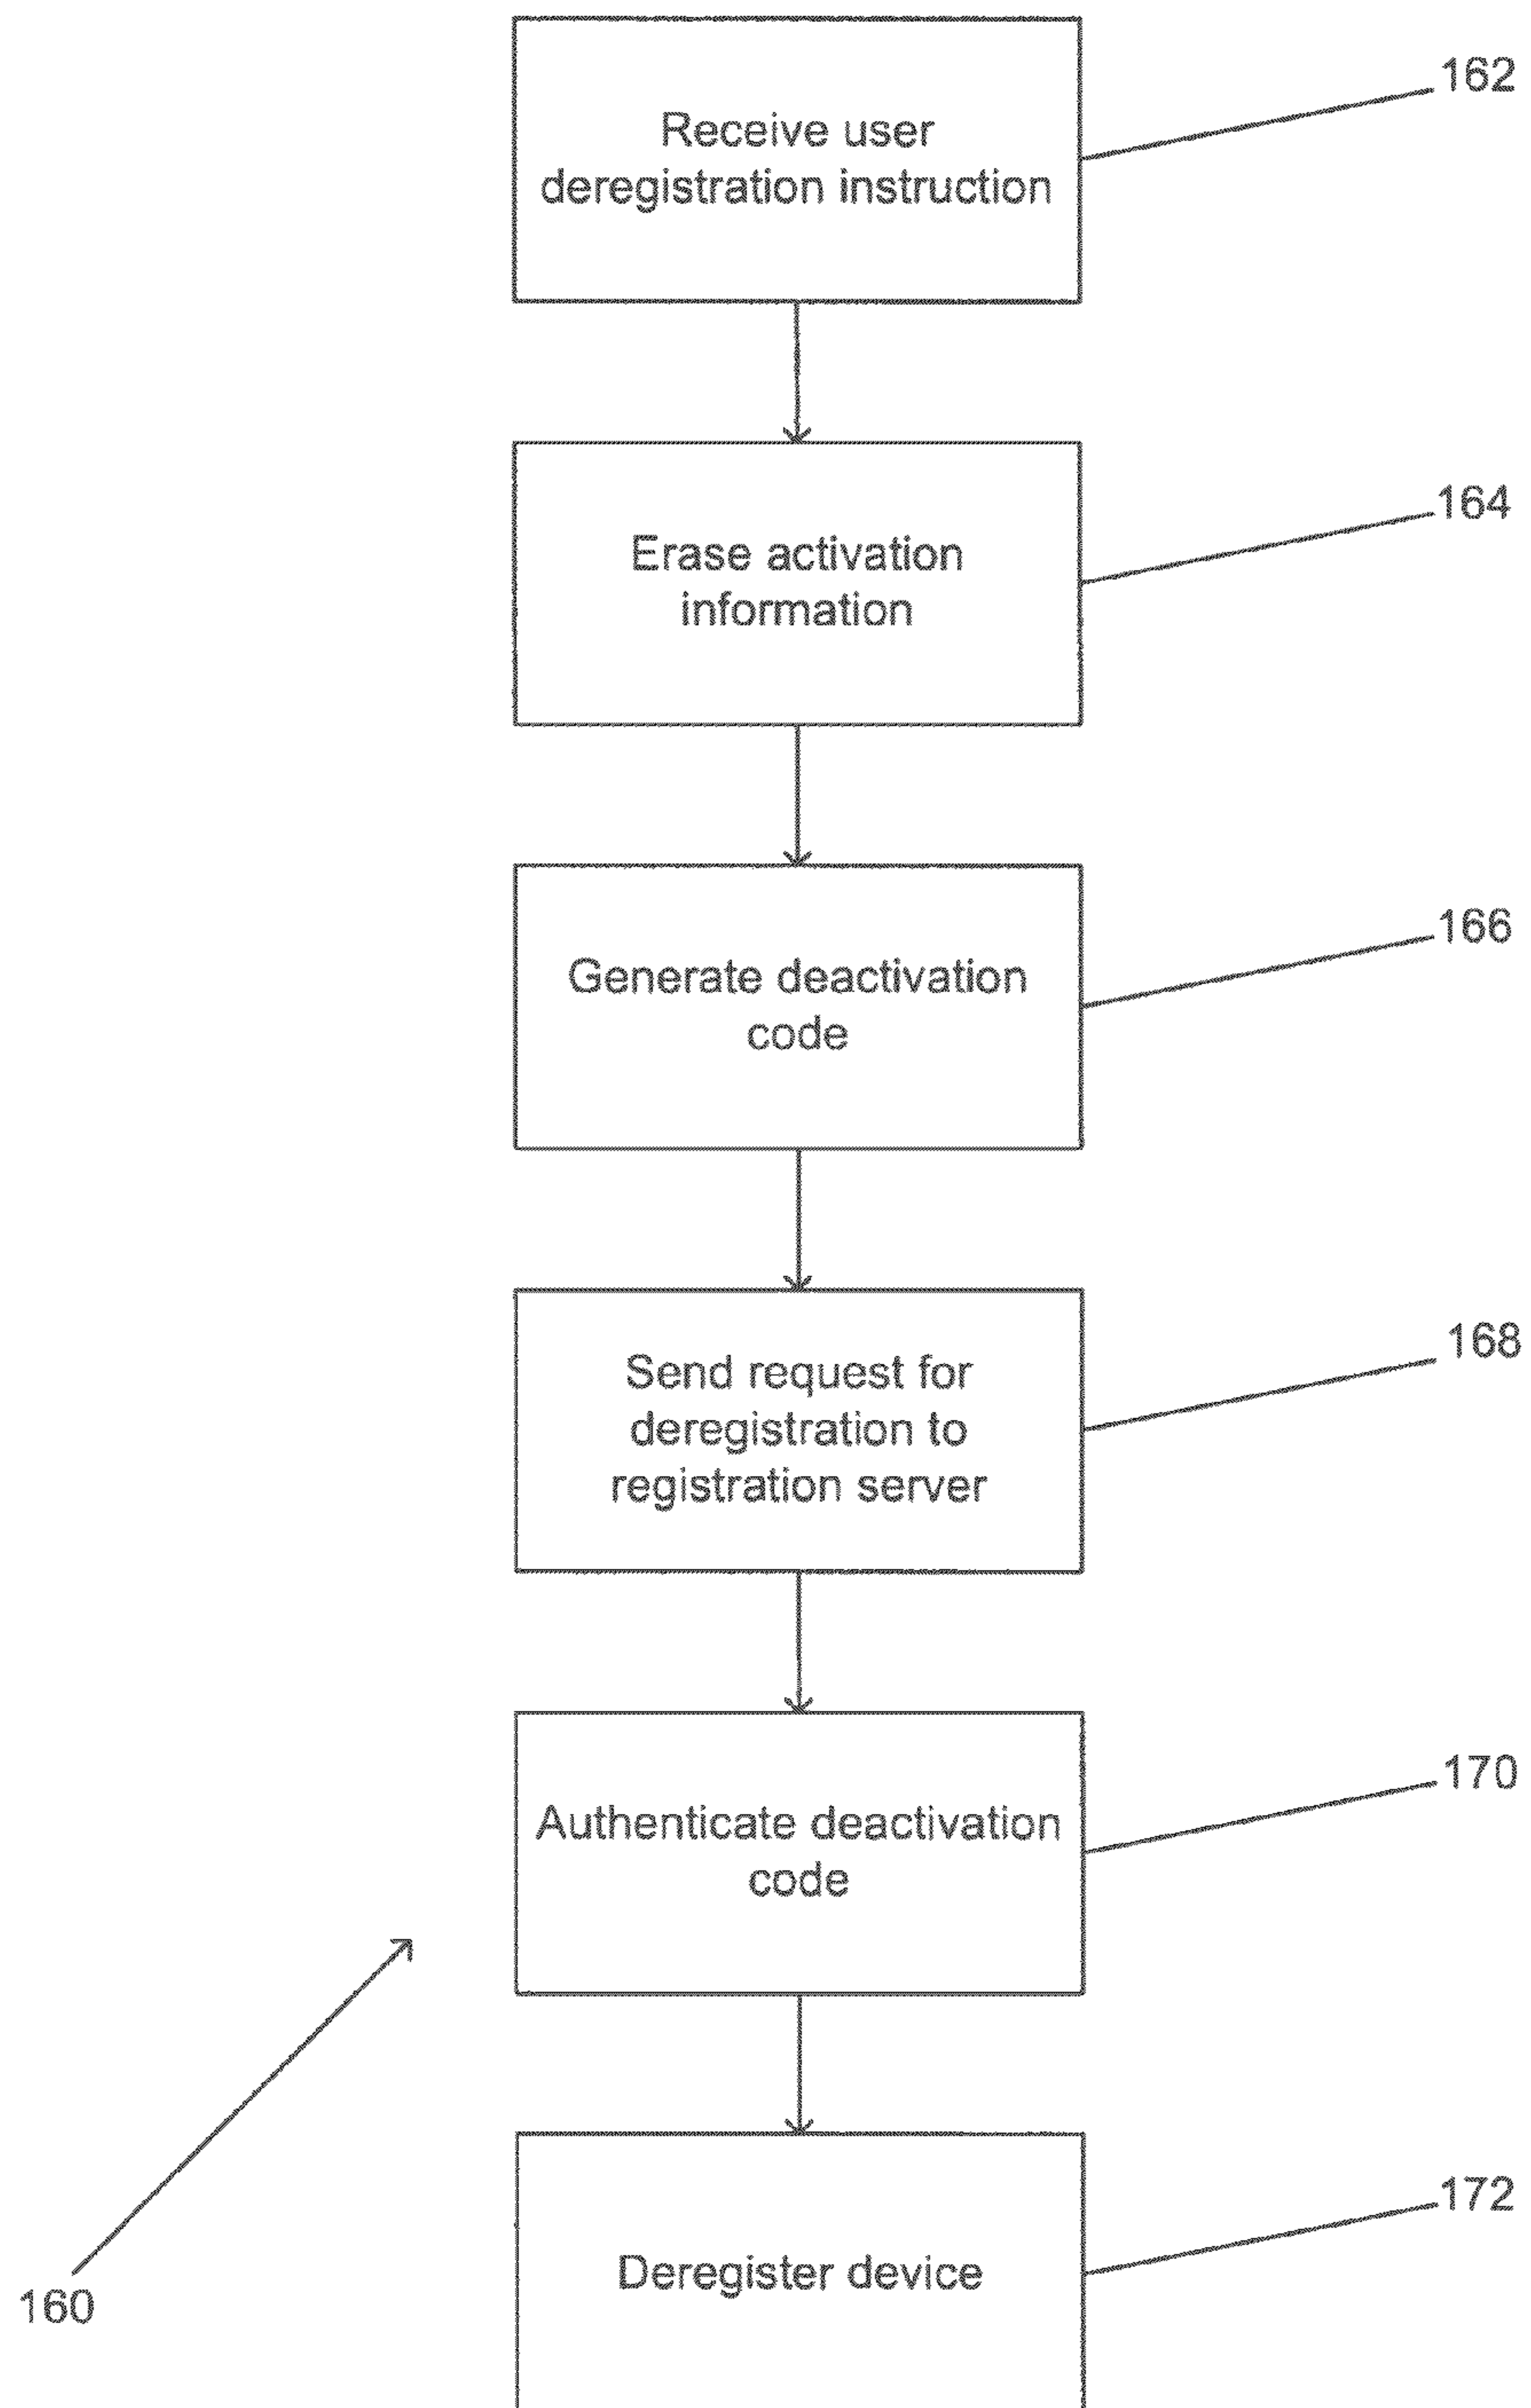 Receive user
deregistration instruction
162
Erase activation
information
164
Generate deactivation
code
166
Send request for
deregistration to
registration server
168
Authenticate deactivation
code
170
Deregister device
172
160